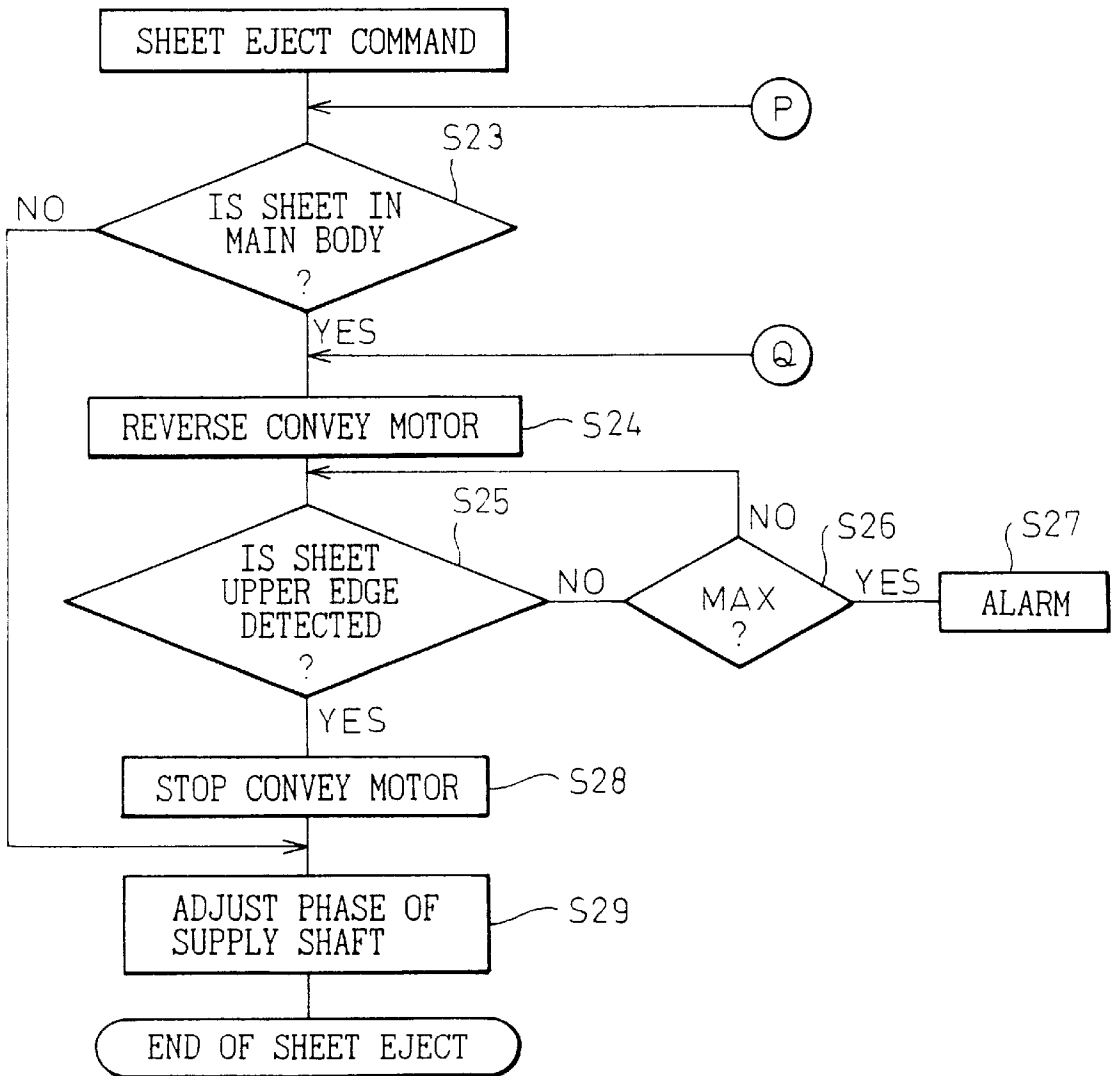 SHEET EJECT COMMAND
P
S23
NO
IS SHEET IN
MAIN BODY
?
YES
Q
REVERSE CONVEY MOTOR
S24
S25
IS SHEET
UPPER EDGE
DETECTED
?
NO
NO
MAX
?
S26
YES
S27
ALARM
YES
STOP CONVEY MOTOR
S28
ADJUST PHASE OF
SUPPLY SHAFT
S29
END OF SHEET EJECT